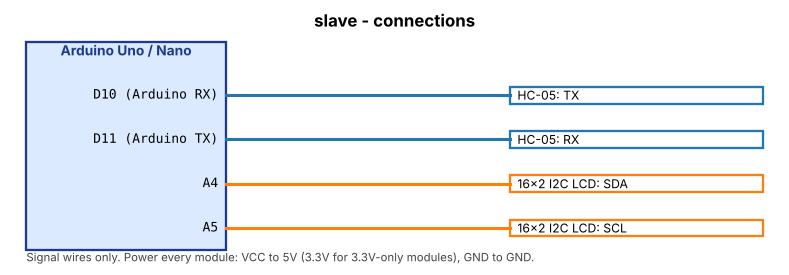 slave - connections
Arduino Uno / Nano
D10 (Arduino RX)
HC-05: TX
D11 (Arduino TX)
HC-05: RX
A4
16×2 I2C LCD: SDA
A5
16×2 I2C LCD: SCL
Signal wires only. Power every module: VCC to 5V (3.3V for 3.3V-only modules), GND to GND.